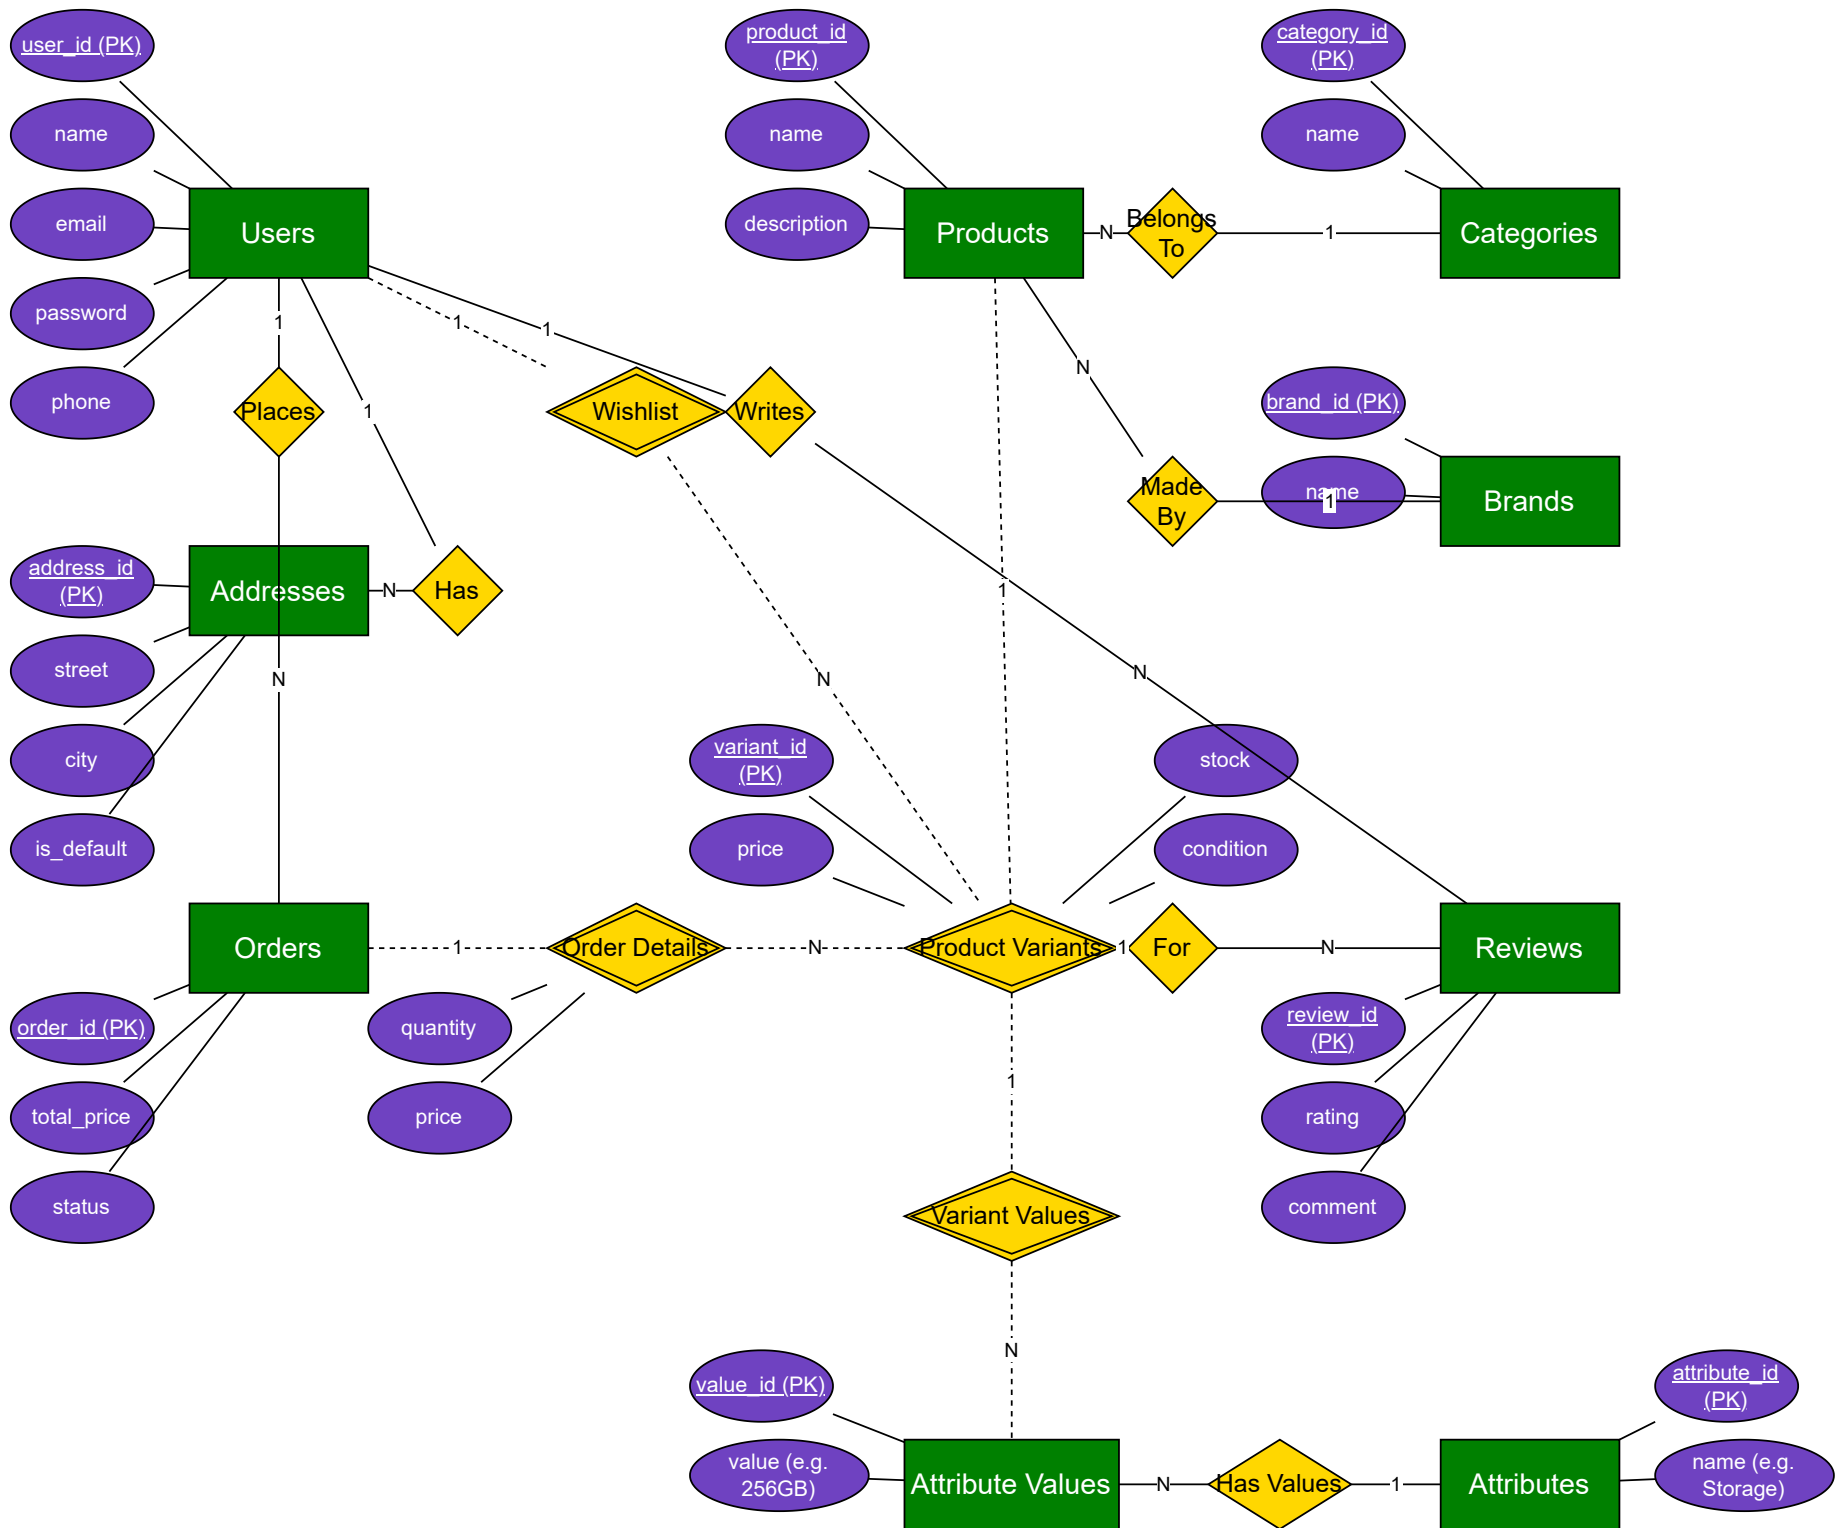 user_id (PK)
product_id
(PK)
category_id
(PK)
name
name
name
email
description
Users
Products
N
Belongs
To
1
Categories
password
1
1
1
phone
1
N
Places
Wishlist
Writes
brand_id (PK)
Made
By
name
1
Brands
address_id
(PK)
Addresses
N
Has
1
street
N
N
N
city
variant_id
(PK)
stock
is_default
price
condition
Orders
1
Order Details
N
Product Variants
1
For
N
Reviews
order_id (PK)
quantity
review_id
(PK)
total_price
price
1
rating
status
Variant Values
comment
N
value_id (PK)
attribute_id
(PK)
value (e.g.
256GB)
Attribute Values
N
Has Values
1
Attributes
name (e.g.
Storage)